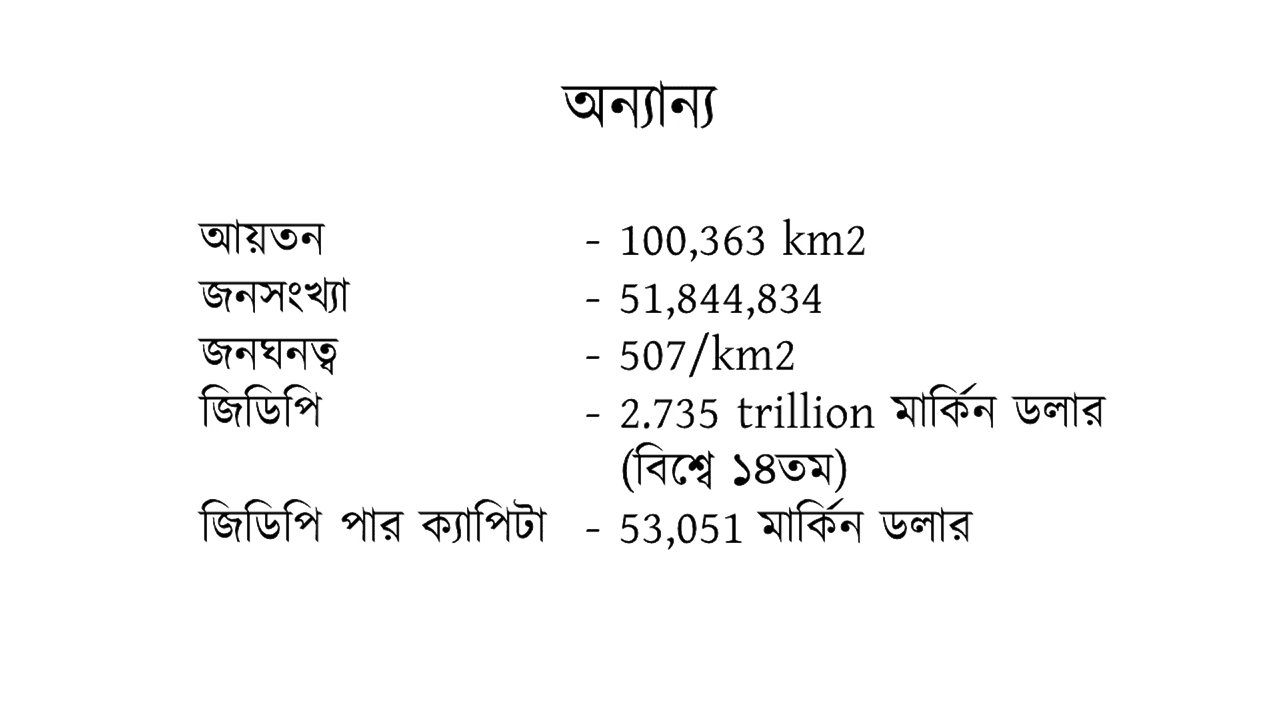 অন্যান্য
আয়তন - 100,363 km2
জনসংখ্যা - 51,844,834
জনঘনত্ব - 507/km2
জিডিপি - 2.735 trillion মার্কিন ডলার
(বিশ্বে ১৪তম)
জিডিপি পার ক্যাপিটা - 53,051 মার্কিন ডলার